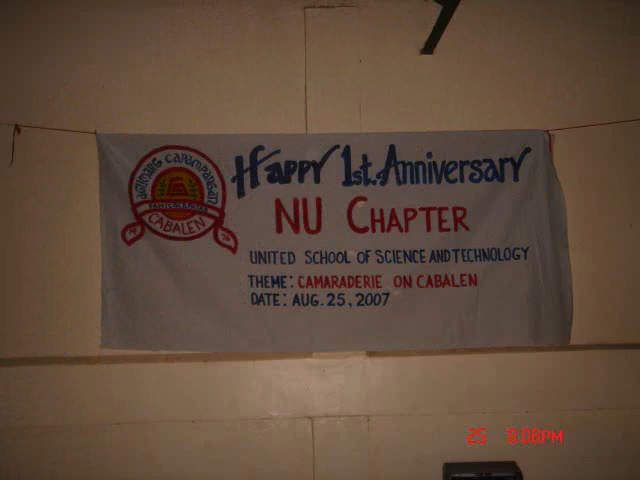 Happy 1st. Anniversary
NU CHAPTER
UNITED SCHOOL OF SCIENCE AND TECHNOLOGY
THEME: CAMARADERIE ON CABALEN
DATE: AUG. 25, 2007
CABALEN
25 8:08PM